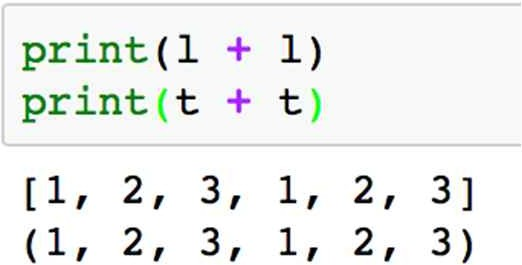 print(l + l)
print(t + t)
[1, 2, 3, 1, 2, 3]
(1, 2, 3, 1, 2, 3)